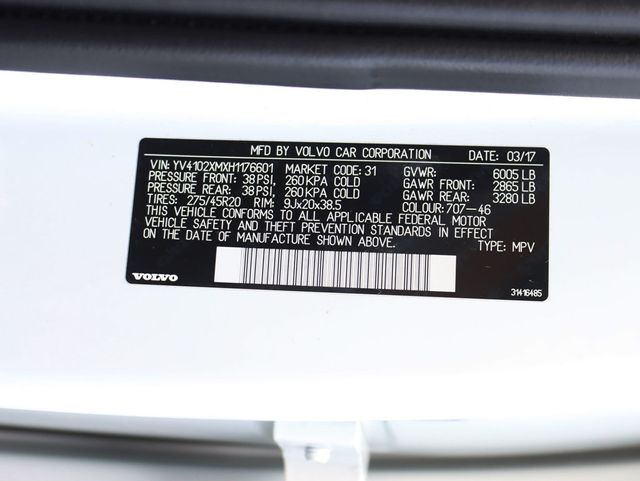 MFD BY VOLVO CAR CORPORATION DATE: 03/17
VIN: YV4102XMXH1176601 MARKET CODE: 31 GVWR: 6005 LB
PRESSURE FRONT: 38 PSI, 260 KPA COLD GAWR FRONT: 2865 LB
PRESSURE REAR: 38 PSI, 260 KPA COLD GAWR REAR: 3280 LB
TIRES: 275/45R20 RIM: 9Jx20x38.5 COLOUR: 707-46
THIS VEHICLE CONFORMS TO ALL APPLICABLE FEDERAL MOTOR
VEHICLE SAFETY AND THEFT PREVENTION STANDARDS IN EFFECT
ON THE DATE OF MANUFACTURE SHOWN ABOVE. TYPE: MPV
VOLVO
31416485